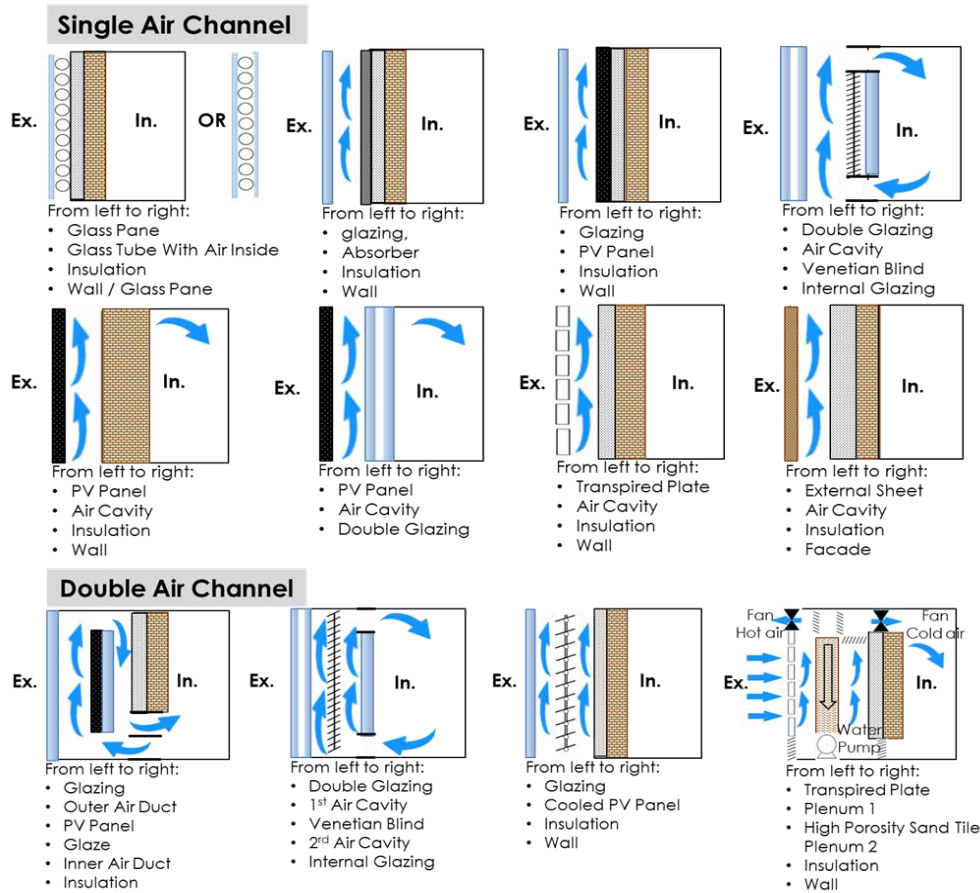 Single Air Channel
Ex.
In.
OR
From left to right:
• Glass Pane
• Glass Tube With Air Inside
• Insulation
• Wall / Glass Pane
Ex.
In.
From left to right:
• glazing,
• Absorber
• Insulation
• Wall
Ex.
In.
From left to right:
• Glazing
• PV Panel
• Insulation
• Wall
Ex.
In.
From left to right:
• Double Glazing
• Air Cavity
• Venetian Blind
• Internal Glazing
Ex.
In.
From left to right:
• PV Panel
• Air Cavity
• Insulation
• Wall
Ex.
In.
From left to right:
• PV Panel
• Air Cavity
• Double Glazing
Ex.
In.
From left to right:
• Transpired Plate
• Air Cavity
• Insulation
• Wall
Ex.
In.
From left to right:
• External Sheet
• Air Cavity
• Insulation
• Facade
Double Air Channel
Ex.
In.
From left to right:
• Glazing
• Outer Air Duct
• PV Panel
• Glaze
• Inner Air Duct
• Insulation
Ex.
In.
From left to right:
• Double Glazing
• 1st Air Cavity
• Venetian Blind
• 2rd Air Cavity
• Internal Glazing
Ex.
In.
From left to right:
• Glazing
• Cooled PV Panel
• Insulation
• Wall
Fan
Hot air
Fan
Cold air
Ex.
In.
Water
Pump
From left to right:
• Transpired Plate
• Plenum 1
• High Porosity Sand Tile
Plenum 2
• Insulation
• Wall